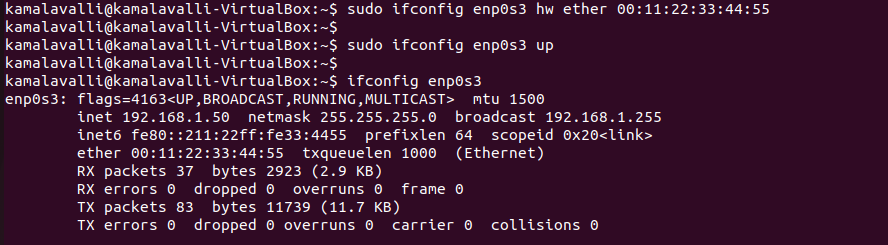 kamalavalli@kamalavalli-VirtualBox:~$ sudo ifconfig enp0s3 hw ether 00:11:22:33:44:55
kamalavalli@kamalavalli-VirtualBox:~$
kamalavalli@kamalavalli-VirtualBox:~$ sudo ifconfig enp0s3 up
kamalavalli@kamalavalli-VirtualBox:~$
kamalavalli@kamalavalli-VirtualBox:~$ ifconfig enp0s3
enp0s3: flags=4163<UP,BROADCAST,RUNNING,MULTICAST>  mtu 1500
        inet 192.168.1.50  netmask 255.255.255.0  broadcast 192.168.1.255
        inet6 fe80::211:22ff:fe33:4455  prefixlen 64  scopeid 0x20<link>
        ether 00:11:22:33:44:55  txqueuelen 1000  (Ethernet)
        RX packets 37  bytes 2923 (2.9 KB)
        RX errors 0  dropped 0  overruns 0  frame 0
        TX packets 83  bytes 11739 (11.7 KB)
        TX errors 0  dropped 0 overruns 0  carrier 0  collisions 0